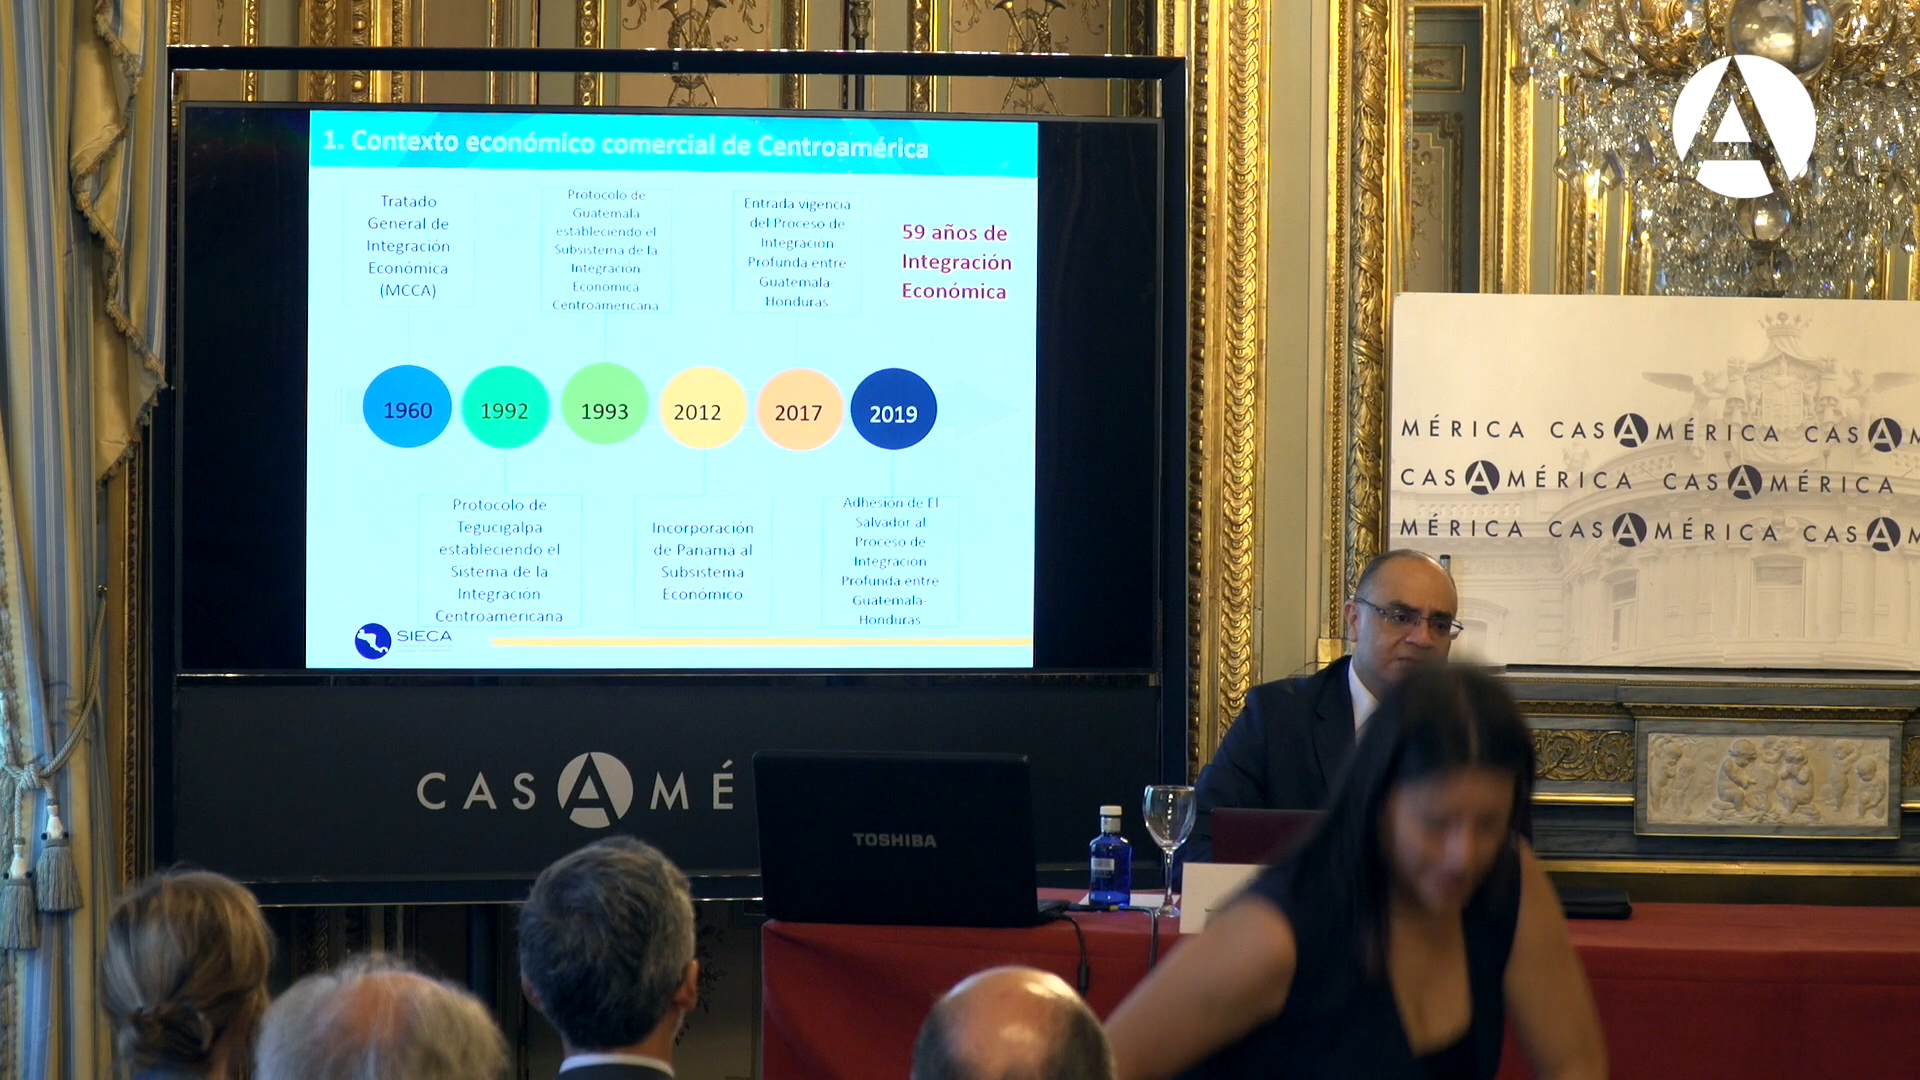 1. Contexto económico comercial de Centroamérica
Tratado
General de
Integración
Económica
(MCCA)
Protocolo de
Guatemala
estableciendo el
Subsistema de la
Integración
Económica
Centroamericana
Entrada vigencia
del Proceso de
Integración
Profunda entre
Guatemala-
Honduras
59 años de
Integración
Económica
1960
1992
1993
2012
2017
2019
Protocolo de
Tegucigalpa
estableciendo el
Sistema de la
Integración
Centroamericana
Incorporación
de Panamá al
Subsistema
Económico
Adhesión de El
Salvador al
Proceso de
Integración
Profunda entre
Guatemala-
Honduras
SIECA
CASAMÉ
TOSHIBA
A
MÉRICA CASAMÉRICA CASAM
CASAMÉRICA CASAMÉRICA
MÉRICA CASAMÉRICA CASAM